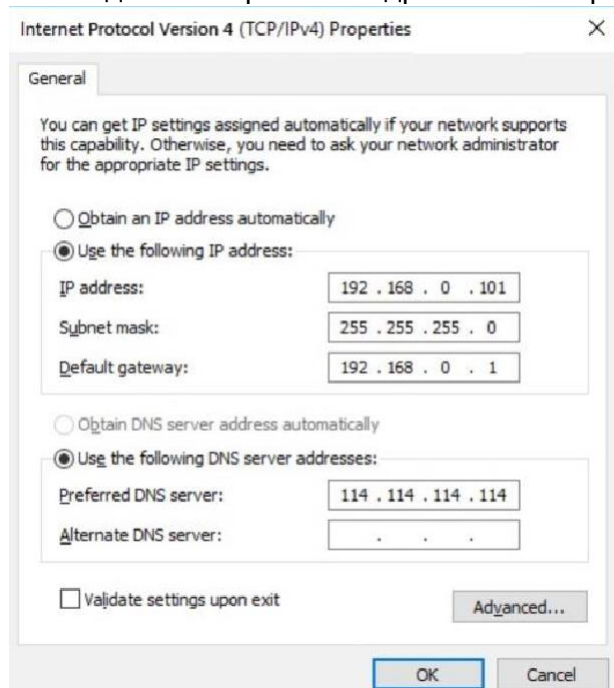 Internet Protocol Version 4 (TCP/IPv4) Properties
General
You can get IP settings assigned automatically if your network supports
this capability. Otherwise, you need to ask your network administrator
for the appropriate IP settings.
Obtain an IP address automatically
Use the following IP address:
IP address: 192 . 168 . 0 . 101
Subnet mask: 255 . 255 . 255 . 0
Default gateway: 192 . 168 . 0 . 1
Obtain DNS server address automatically
Use the following DNS server addresses:
Preferred DNS server: 114 . 114 . 114 . 114
Alternate DNS server: . . .
Validate settings upon exit
Advanced...
OK Cancel